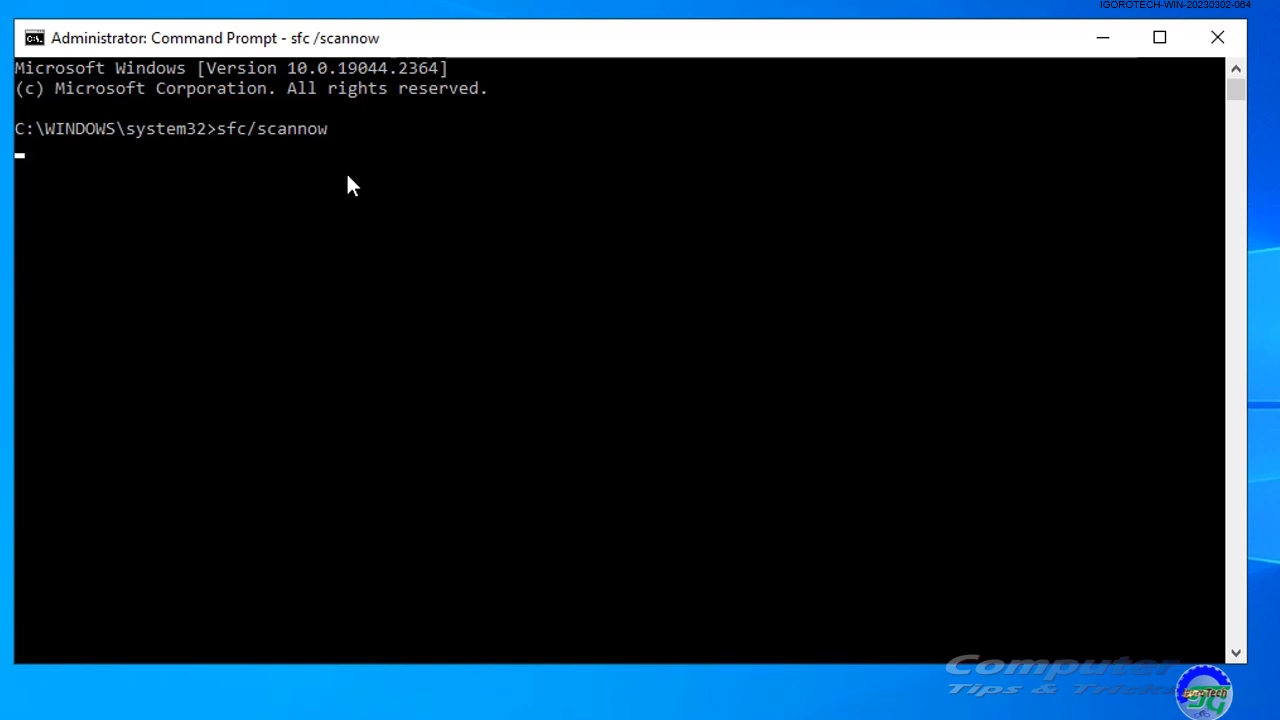 IGOROTECH-WIN-20230302-064
Administrator: Command Prompt - sfc /scannow
Microsoft Windows [Version 10.0.19044.2364]
(c) Microsoft Corporation. All rights reserved.
C:\WINDOWS\system32>sfc/scannow
Computer
Tips & Tricks